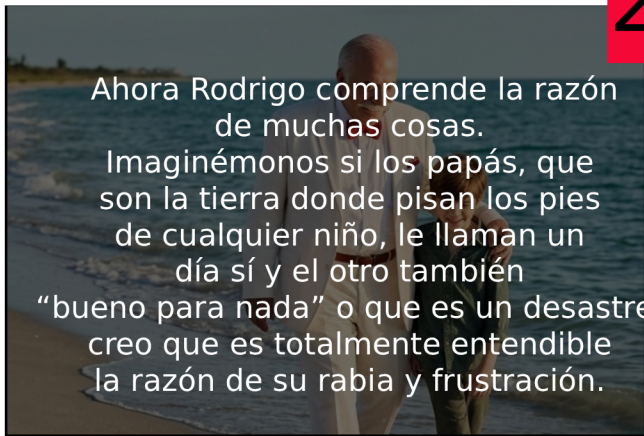 Ahora Rodrigo comprende la razón
de muchas cosas.
Imaginémonos si los papás, que
son la tierra donde pisan los pies
de cualquier niño, le llaman un
día sí y el otro también
“bueno para nada” o que es un desastre
creo que es totalmente entendible
la razón de su rabia y frustración.